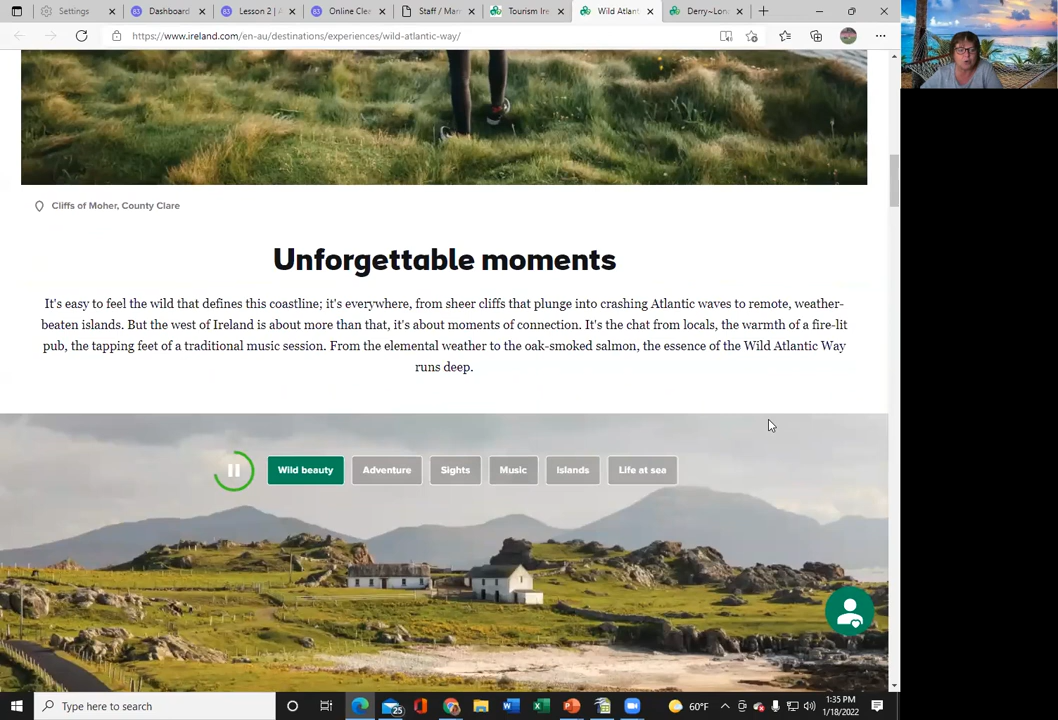 Settings
Dashboard
Lesson 2 | A
Online Clea
Staff / Man
Tourism Ire
Wild Atlant
Derry~Lon
https://www.ireland.com/en-au/destinations/experiences/wild-atlantic-way/
Cliffs of Moher, County Clare
Unforgettable moments
It's easy to feel the wild that defines this coastline; it's everywhere, from sheer cliffs that plunge into crashing Atlantic waves to remote, weather-
beaten islands. But the west of Ireland is about more than that, it's about moments of connection. It's the chat from locals, the warmth of a fire-lit
pub, the tapping feet of a traditional music session. From the elemental weather to the oak-smoked salmon, the essence of the Wild Atlantic Way
runs deep.
Wild beauty
Adventure
Sights
Music
Islands
Life at sea
Type here to search
25
60°F
1:35 PM
1/18/2022